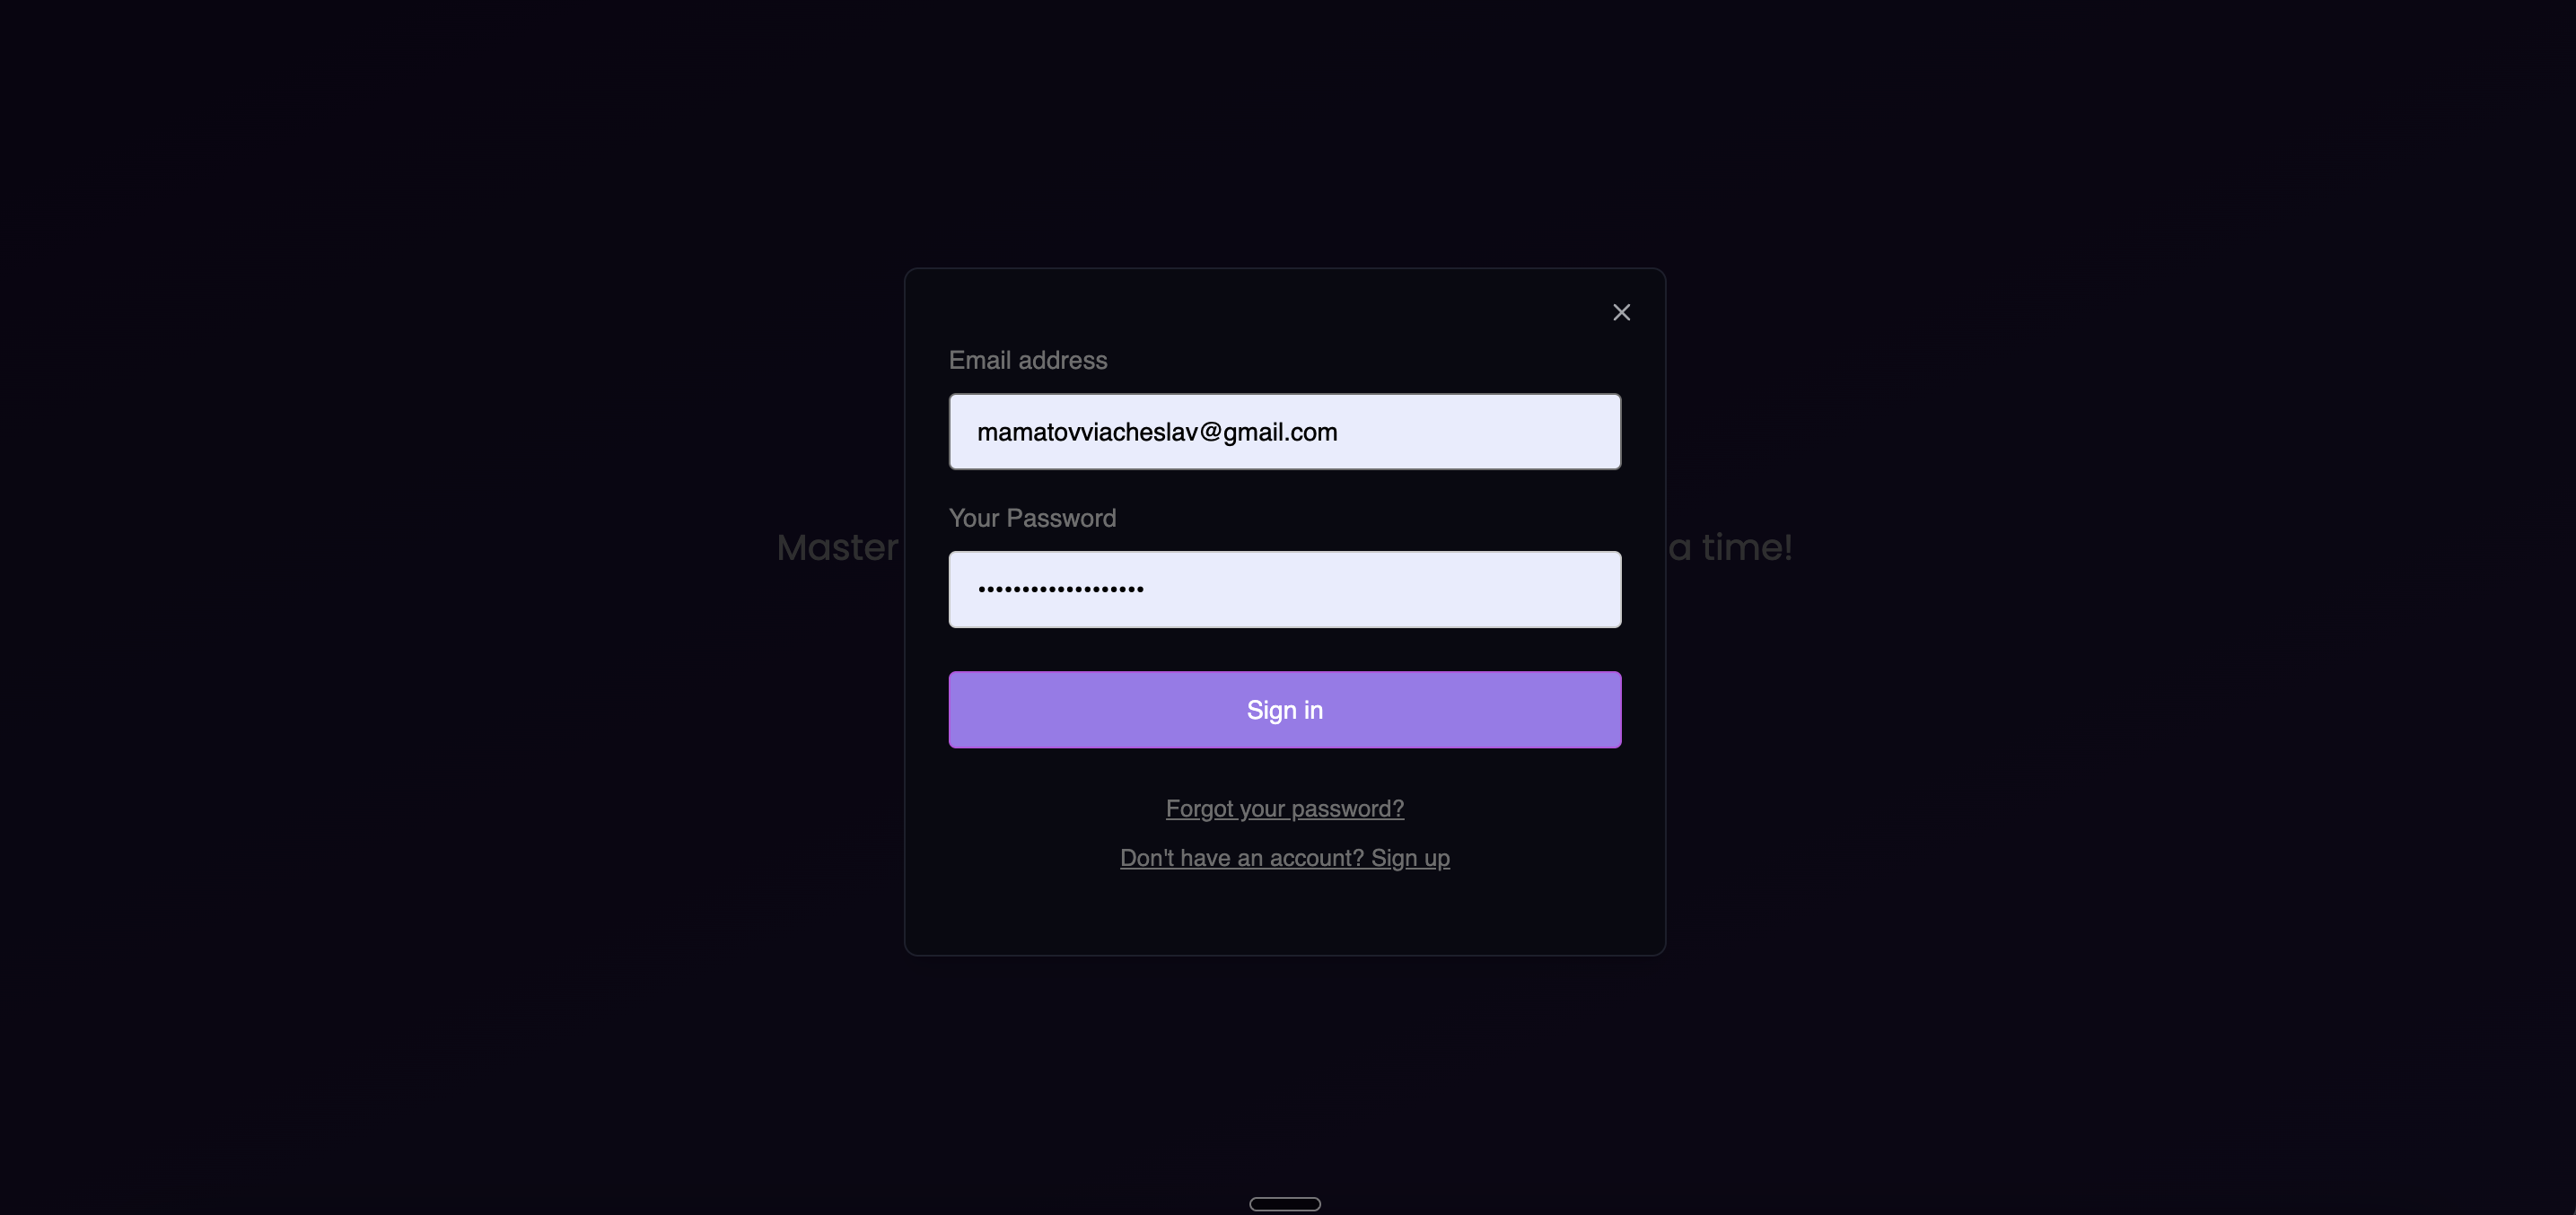 Email address
mamatovviacheslav@gmail.com
Your Password
Master
a time!
•••••••••••••••••••
Sign in
Forgot your password?
Don't have an account? Sign up